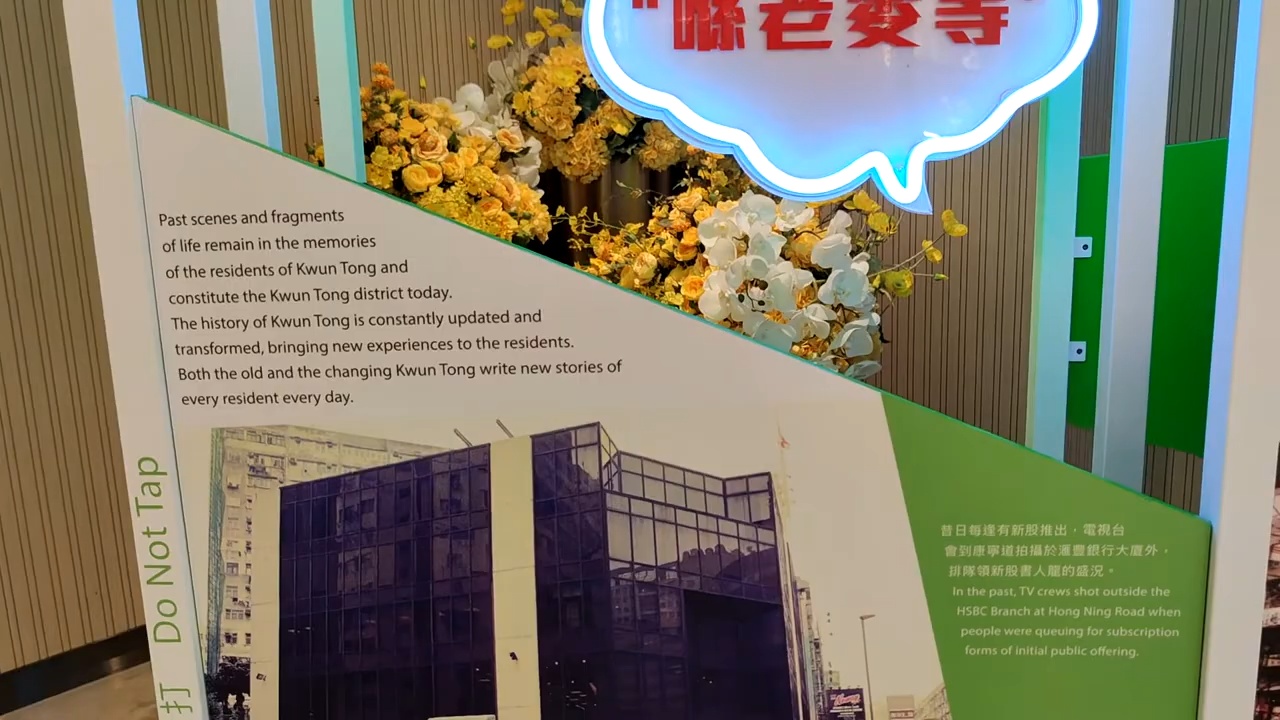 "喺老麥等"
Past scenes and fragments
of life remain in the memories
of the residents of Kwun Tong and
constitute the Kwun Tong district today.
The history of Kwun Tong is constantly updated and
transformed, bringing new experiences to the residents.
Both the old and the changing Kwun Tong write new stories of
every resident every day.
打 Do Not Tap
昔日每逢有新股推出，電視台
會到康寧道拍攝於滙豐銀行大廈外，
排隊領新股書人龍的盛況。
In the past, TV crews shot outside the
HSBC Branch at Hong Ning Road when
people were queuing for subscription
forms of initial public offering.